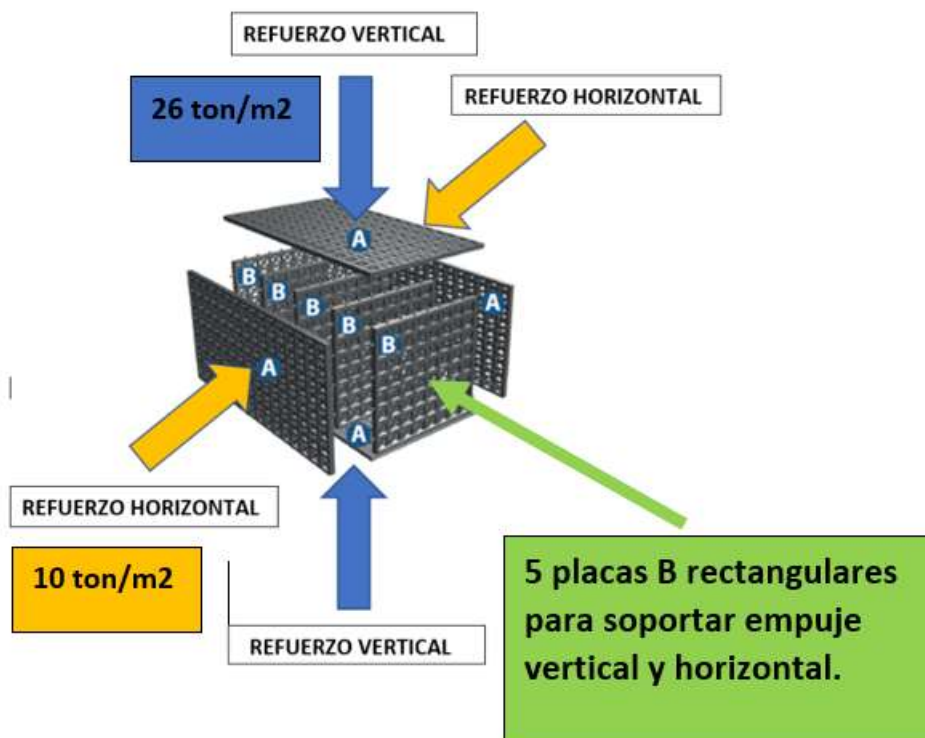 REFUERZO VERTICAL
26 ton/m2
REFUERZO HORIZONTAL
A
B
B
B
B
B
A
A
A
REFUERZO HORIZONTAL
10 ton/m2
REFUERZO VERTICAL
5 placas B rectangulares
para soportar empuje
vertical y horizontal.